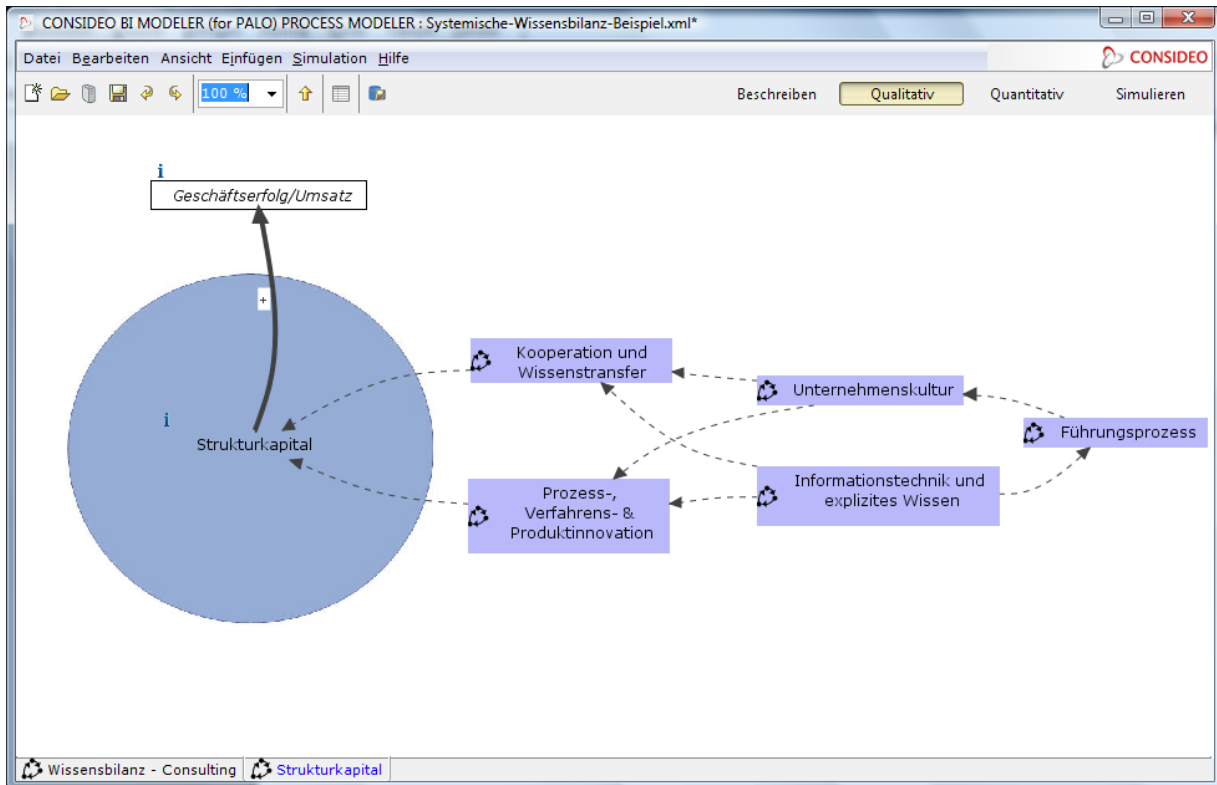 CONSIDEO BI MODELER (for PALO) PROCESS MODELER : Systemische-Wissensbilanz-Beispiel.xml*
Datei Bearbeiten Ansicht Einfügen Simulation Hilfe
CONSIDEO
100 %
Beschreiben Qualitativ Quantitativ Simulieren
i
Geschäftserfolg/Umsatz
+
i
Strukturkapital
Kooperation und
Wissenstransfer
Unternehmenskultur
Führungsprozess
Informationstechnik und
explizites Wissen
Prozess-,
Verfahrens- &
Produktinnovation
Wissensbilanz - Consulting Strukturkapital